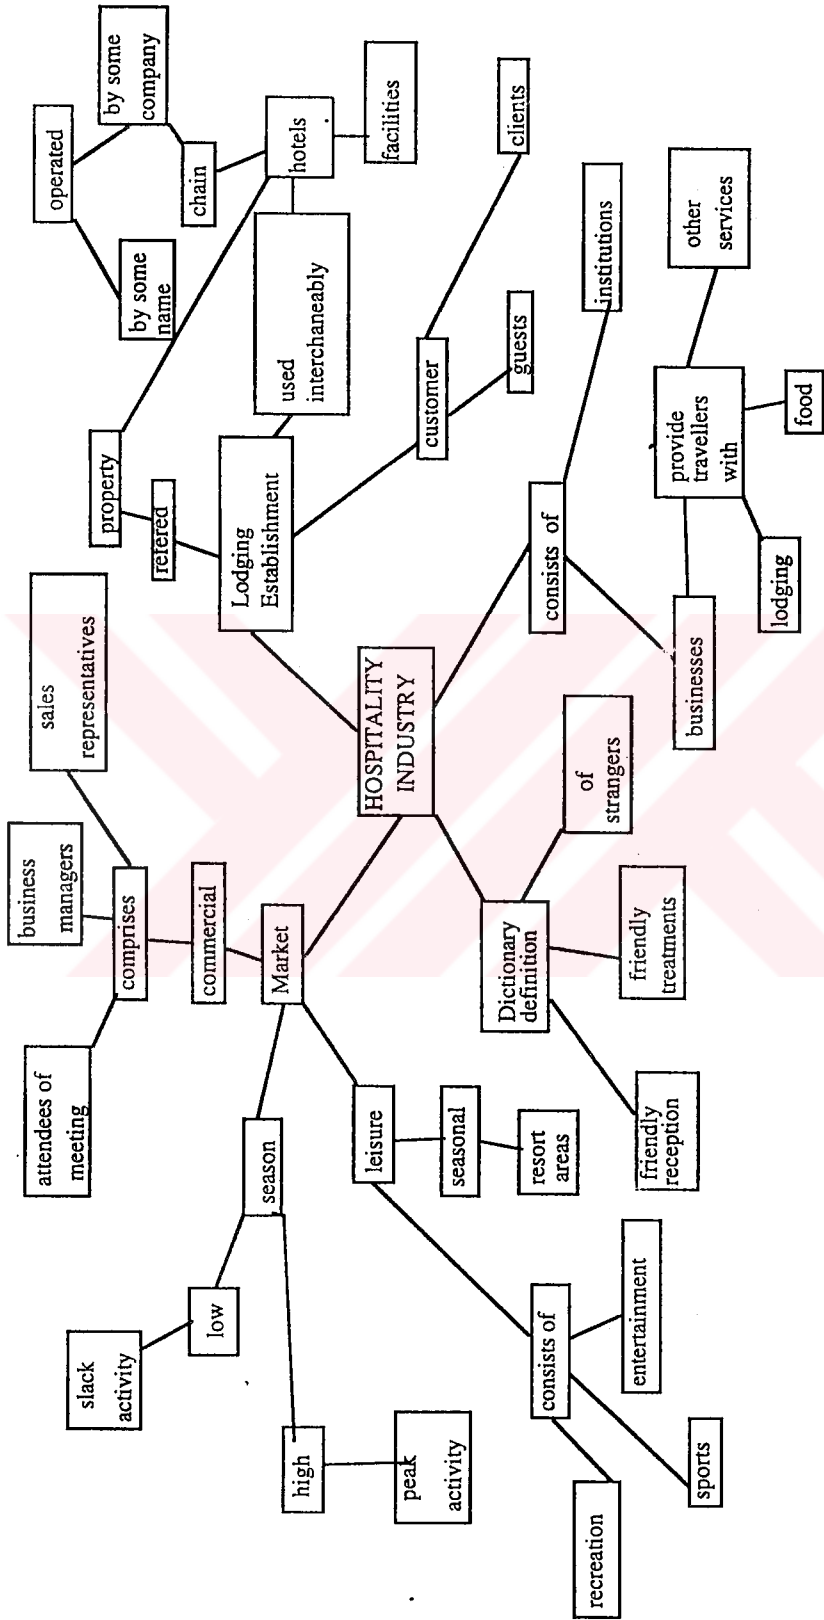 slack
activity
low
high
peak
activity
season
attendees of
meeting
business
managers
sales
representatives
comprises
commercial
Market
leisure
seasonal
resort
areas
consists of
recreation
sports
entertainment
HOSPITALITY
INDUSTRY
Dictionary
definition
friendly
reception
friendly
treatments
of
strangers
Lodging
Establishment
refered
property
used
interchaneably
hotels
facilities
chain
operated
by some
company
by some
name
customer
guests
clients
consists of
institutions
businesses
provide
travellers
with
lodging
food
other
services